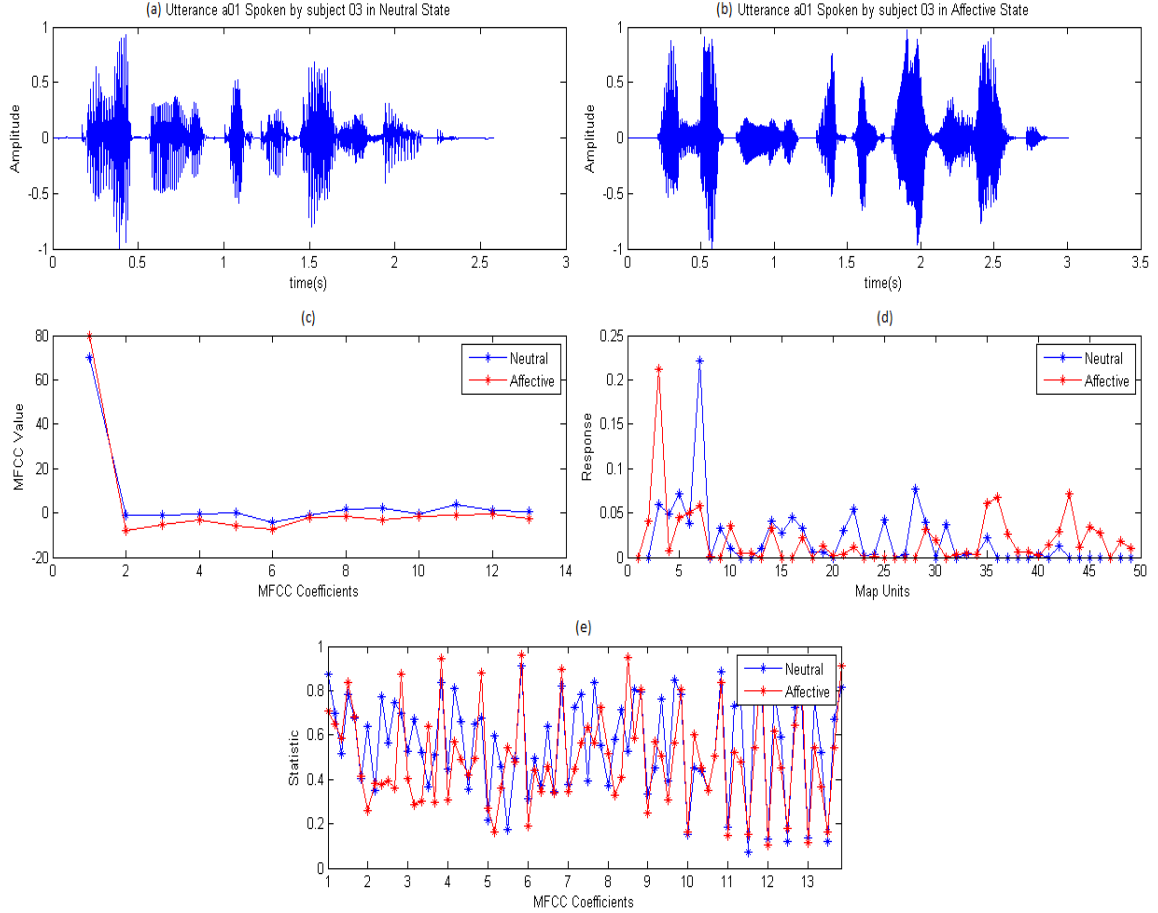 (a) Utterance a01 Spoken by subject 03 in Neutral State
1
0.5
0
-0.5
-1
Amplitude
0 0.5 1 1.5 2 2.5 3
time(s)
(b) Utterance a01 Spoken by subject 03 in Affective State
1
0.5
0
-0.5
-1
Amplitude
0 0.5 1 1.5 2 2.5 3 3.5
time(s)
(c)
80
60
40
20
0
-20
MFCC Value
Neutral
Affective
0 2 4 6 8 10 12 14
MFCC Coefficients
(d)
0.25
0.2
0.15
0.1
0.05
0
Response
Neutral
Affective
0 5 10 15 20 25 30 35 40 45 50
Map Units
(e)
1
0.8
0.6
0.4
0.2
0
Statistic
Neutral
Affective
1 2 3 4 5 6 7 8 9 10 11 12 13
MFCC Coefficients